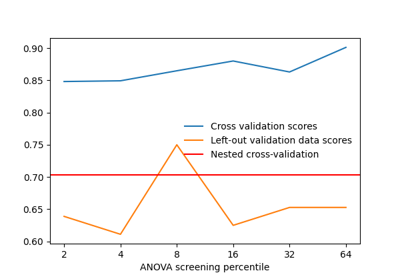 0.90
0.85
0.80
0.75
0.70
0.65
0.60
Cross validation scores
Left-out validation data scores
Nested cross-validation
2 4 8 16 32 64
ANOVA screening percentile